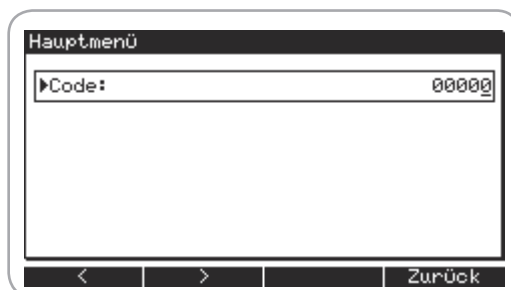 Hauptmenü
▶Code: 00000
< > Zurück